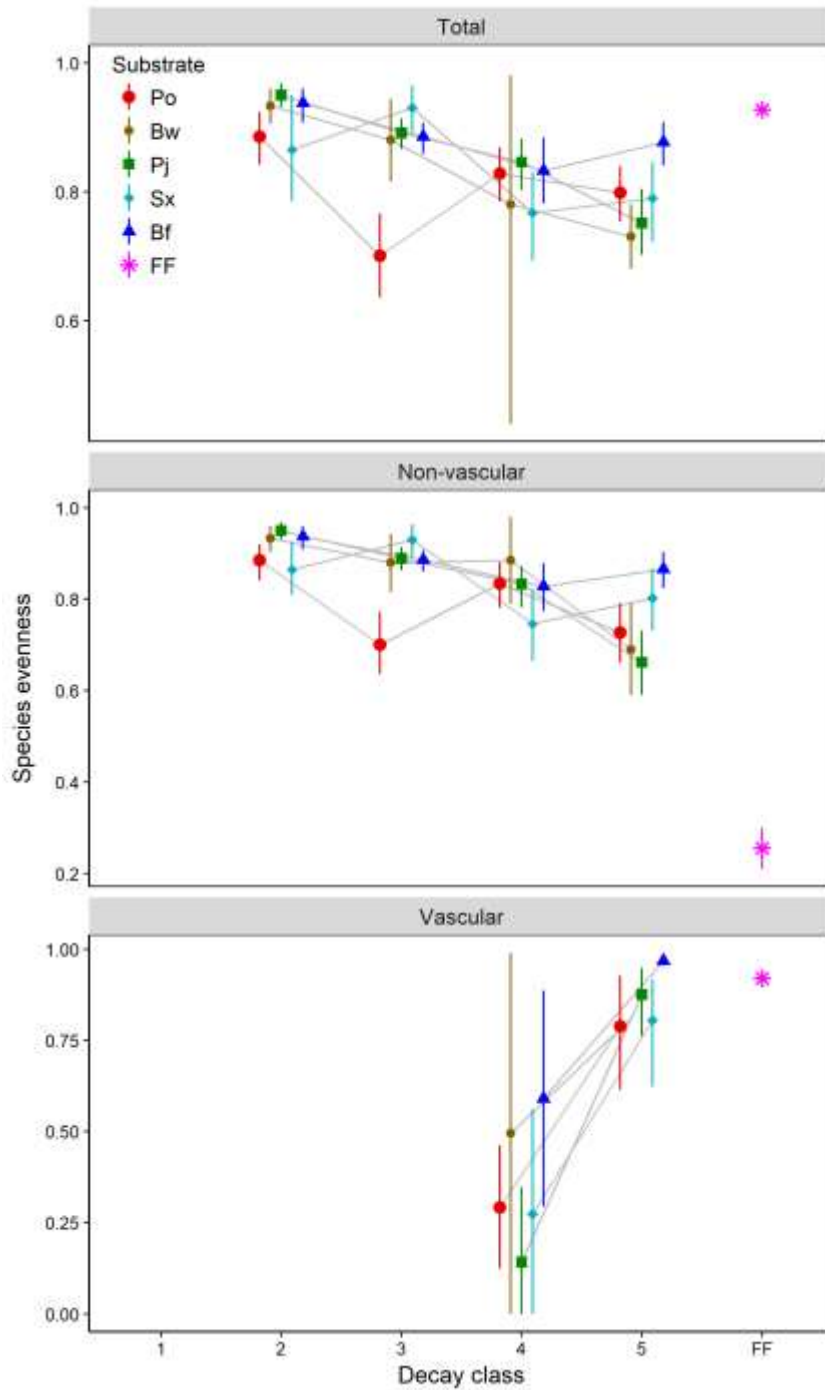 Total
Substrate
Po
Bw
Pj
Sx
Bf
FF
1.0
0.8
0.6
Non-vascular
1.0
0.8
0.6
0.4
0.2
Species evenness
Vascular
1.00
0.75
0.50
0.25
0.00
1 2 3 4 5 FF
Decay class